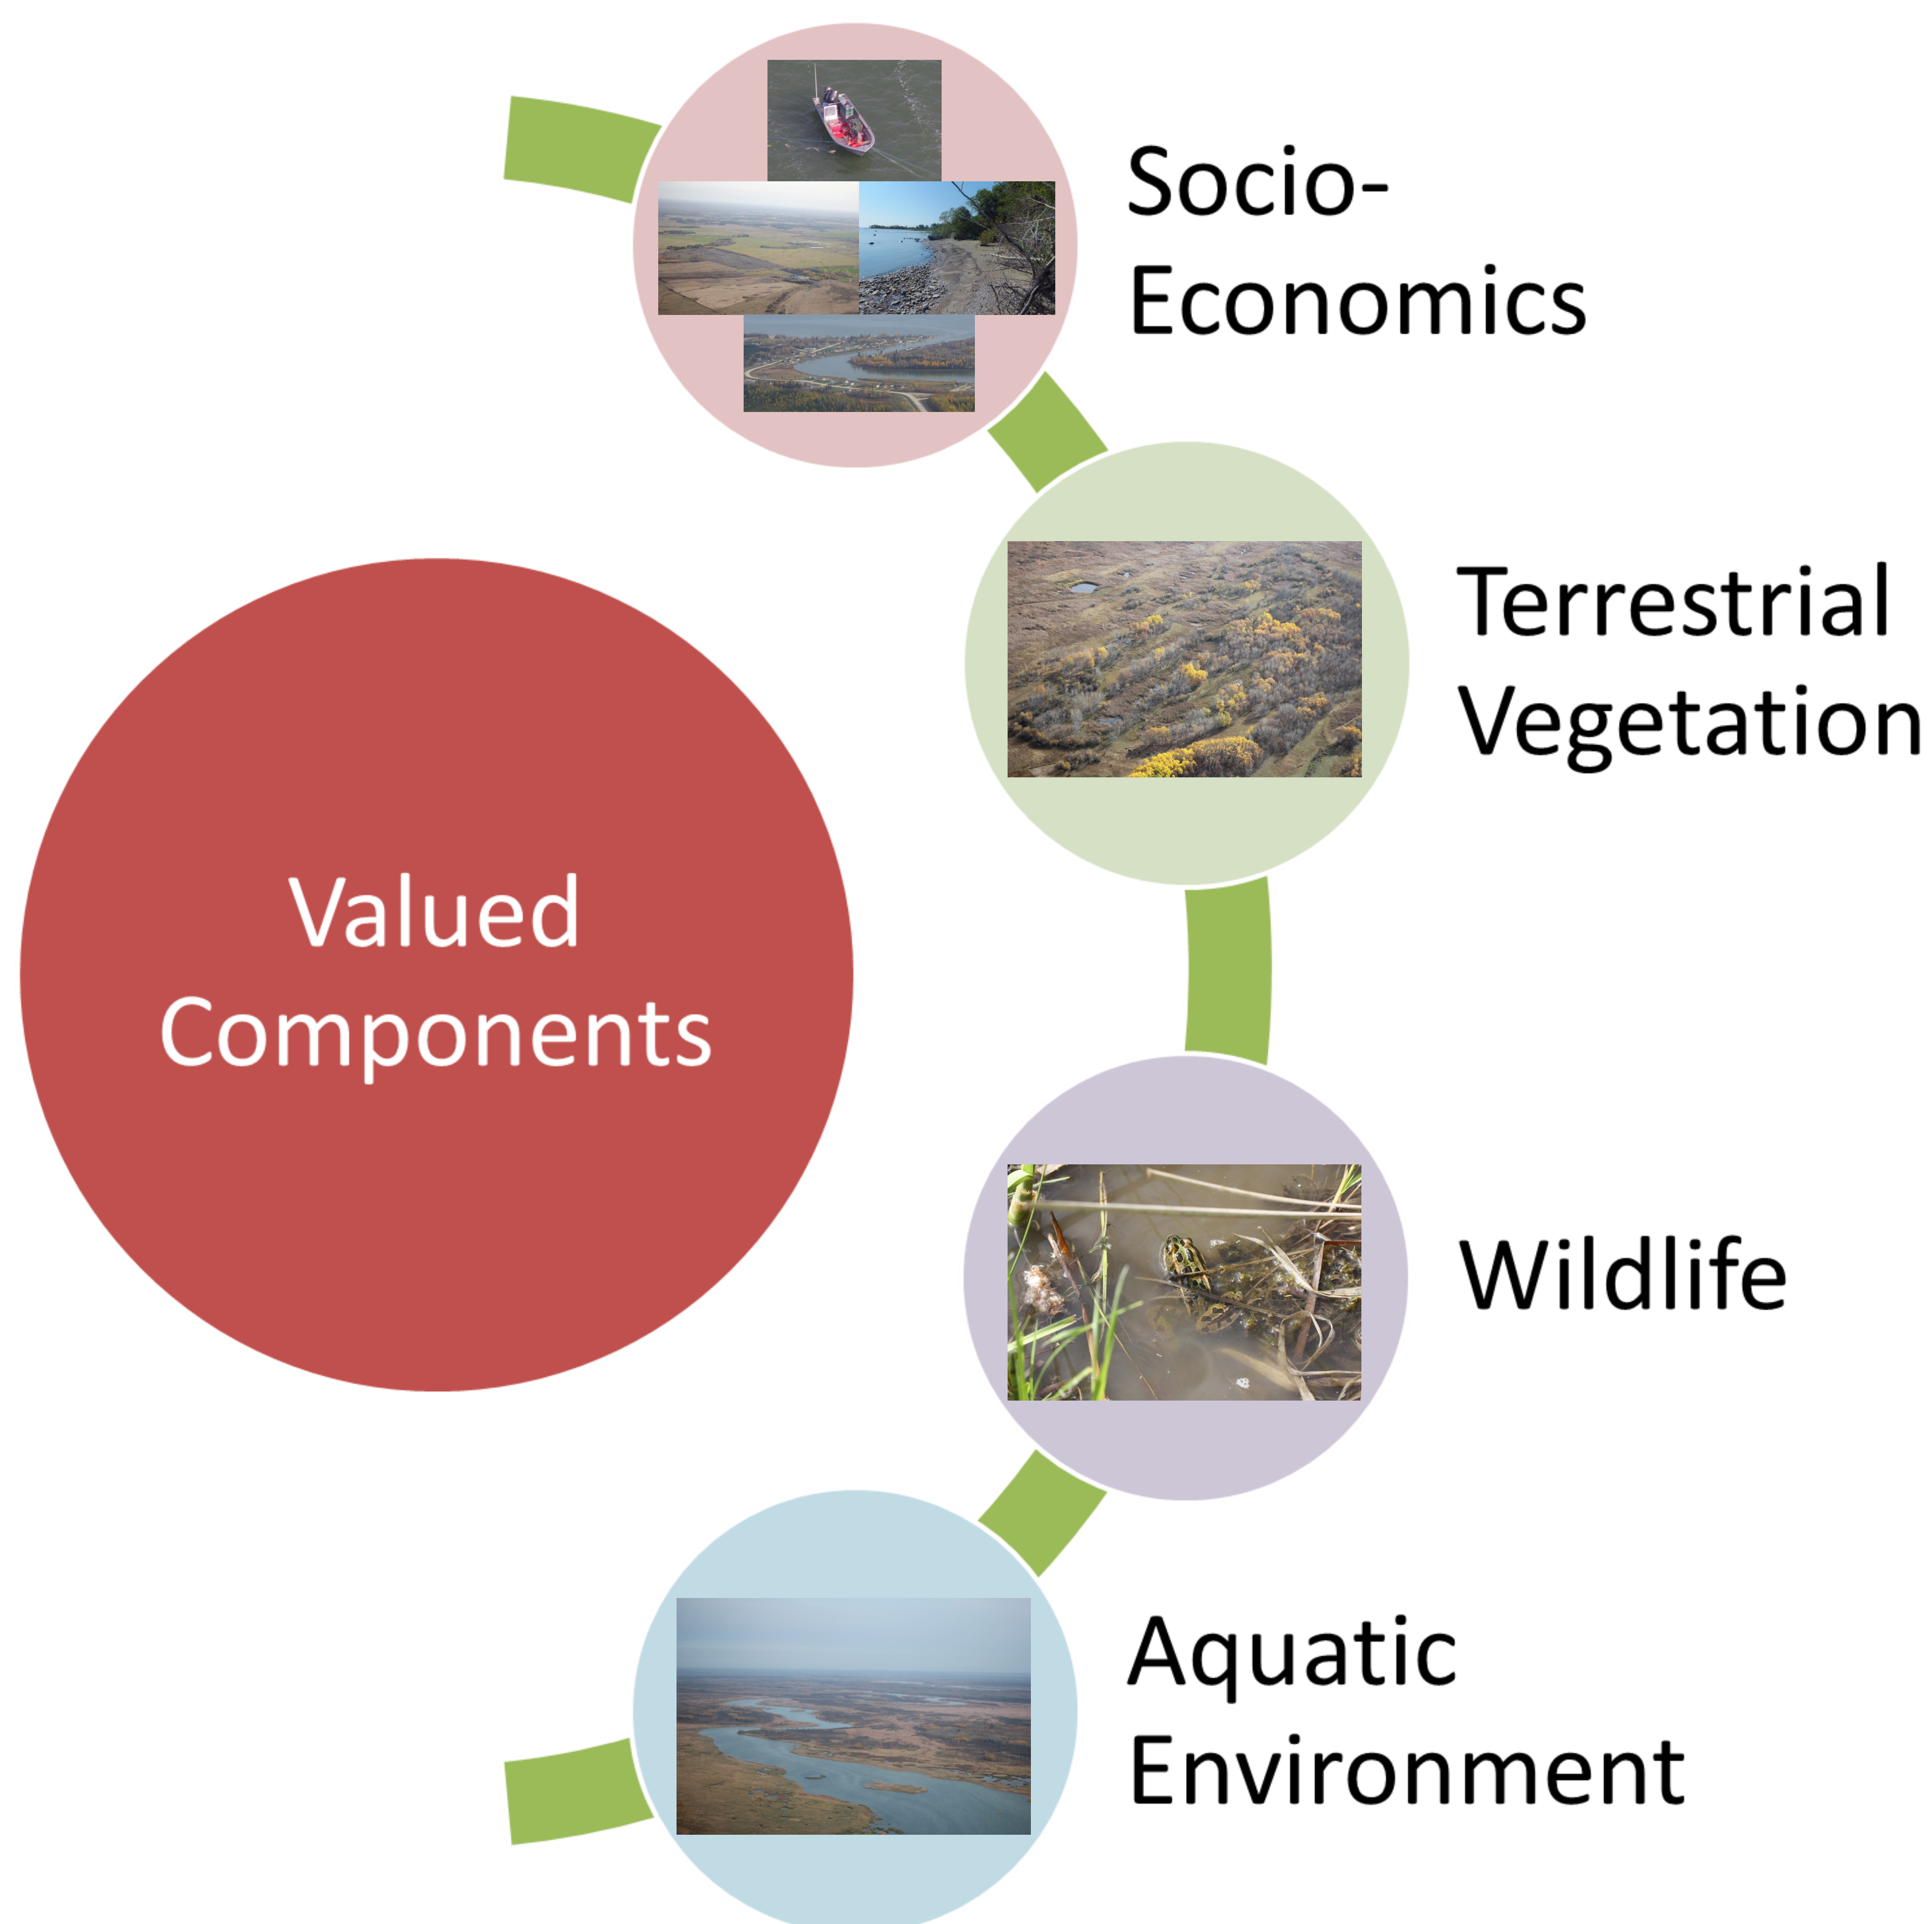 Socio-
Economics
Terrestrial
Vegetation
Valued
Components
Wildlife
Aquatic
Environment